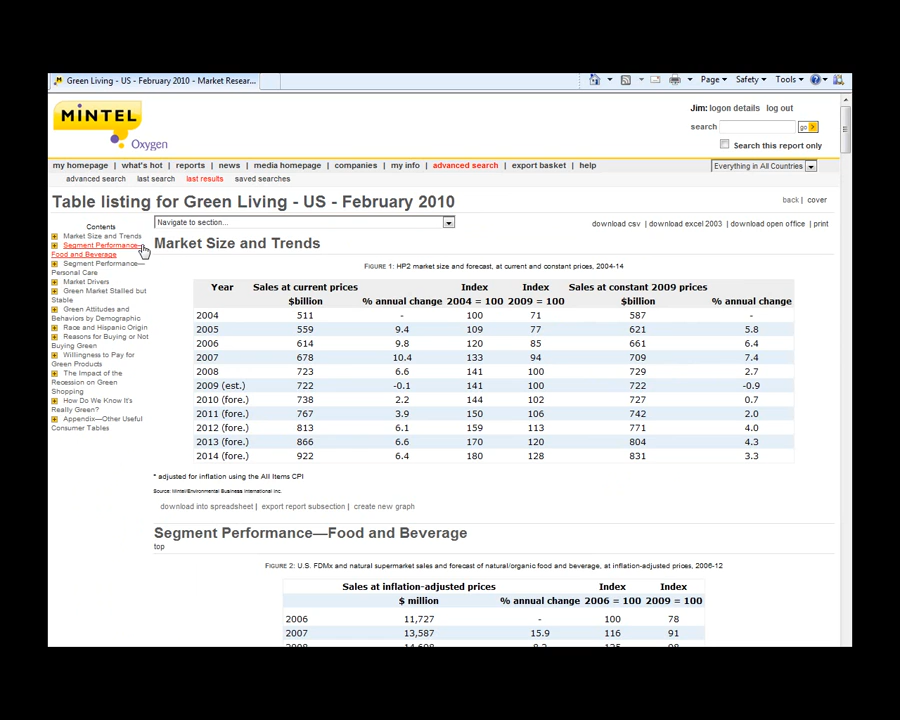 Green Living - US - February 2010 - Market Resear...
Page Safety Tools
MINTEL
Oxygen
Jim: logon details log out
search go
Search this report only
my homepage | what's hot | reports | news | media homepage | companies | my info | advanced search | export basket | help
Everything in All Countries
advanced search last search last results saved searches
Table listing for Green Living - US - February 2010
back | cover
Contents
Market Size and Trends
Segment Performance—
Food and Beverage
Segment Performance—
Personal Care
Market Drivers
Green Market Stalled but
Stable
Green Attitudes and
Behaviors by Demographic
Race and Hispanic Origin
Reasons for Buying or Not
Buying Green
Willingness to Pay for
Green Products
The Impact of the
Recession on Green
Shopping
How Do We Know It's
Really Green?
Appendix—Other Useful
Consumer Tables
Navigate to section...
download csv | download excel 2003 | download open office | print
Market Size and Trends
FIGURE 1: HP2 market size and forecast, at current and constant prices, 2004-14
Year Sales at current prices Index Index Sales at constant 2009 prices
$billion % annual change 2004 = 100 2009 = 100 $billion % annual change
2004 511 - 100 71 587 -
2005 559 9.4 109 77 621 5.8
2006 614 9.8 120 85 661 6.4
2007 678 10.4 133 94 709 7.4
2008 723 6.6 141 100 729 2.7
2009 (est.) 722 -0.1 141 100 722 -0.9
2010 (fore.) 738 2.2 144 102 727 0.7
2011 (fore.) 767 3.9 150 106 742 2.0
2012 (fore.) 813 6.1 159 113 771 4.0
2013 (fore.) 866 6.6 170 120 804 4.3
2014 (fore.) 922 6.4 180 128 831 3.3
* adjusted for inflation using the All Items CPI
Source: Mintel/Environmental Business International Inc.
download into spreadsheet | export report subsection | create new graph
Segment Performance—Food and Beverage
top
FIGURE 2: U.S. FDMx and natural supermarket sales and forecast of natural/organic food and beverage, at inflation-adjusted prices, 2006-12
Sales at inflation-adjusted prices Index Index
$ million % annual change 2006 = 100 2009 = 100
2006 11,727 - 100 78
2007 13,587 15.9 116 91